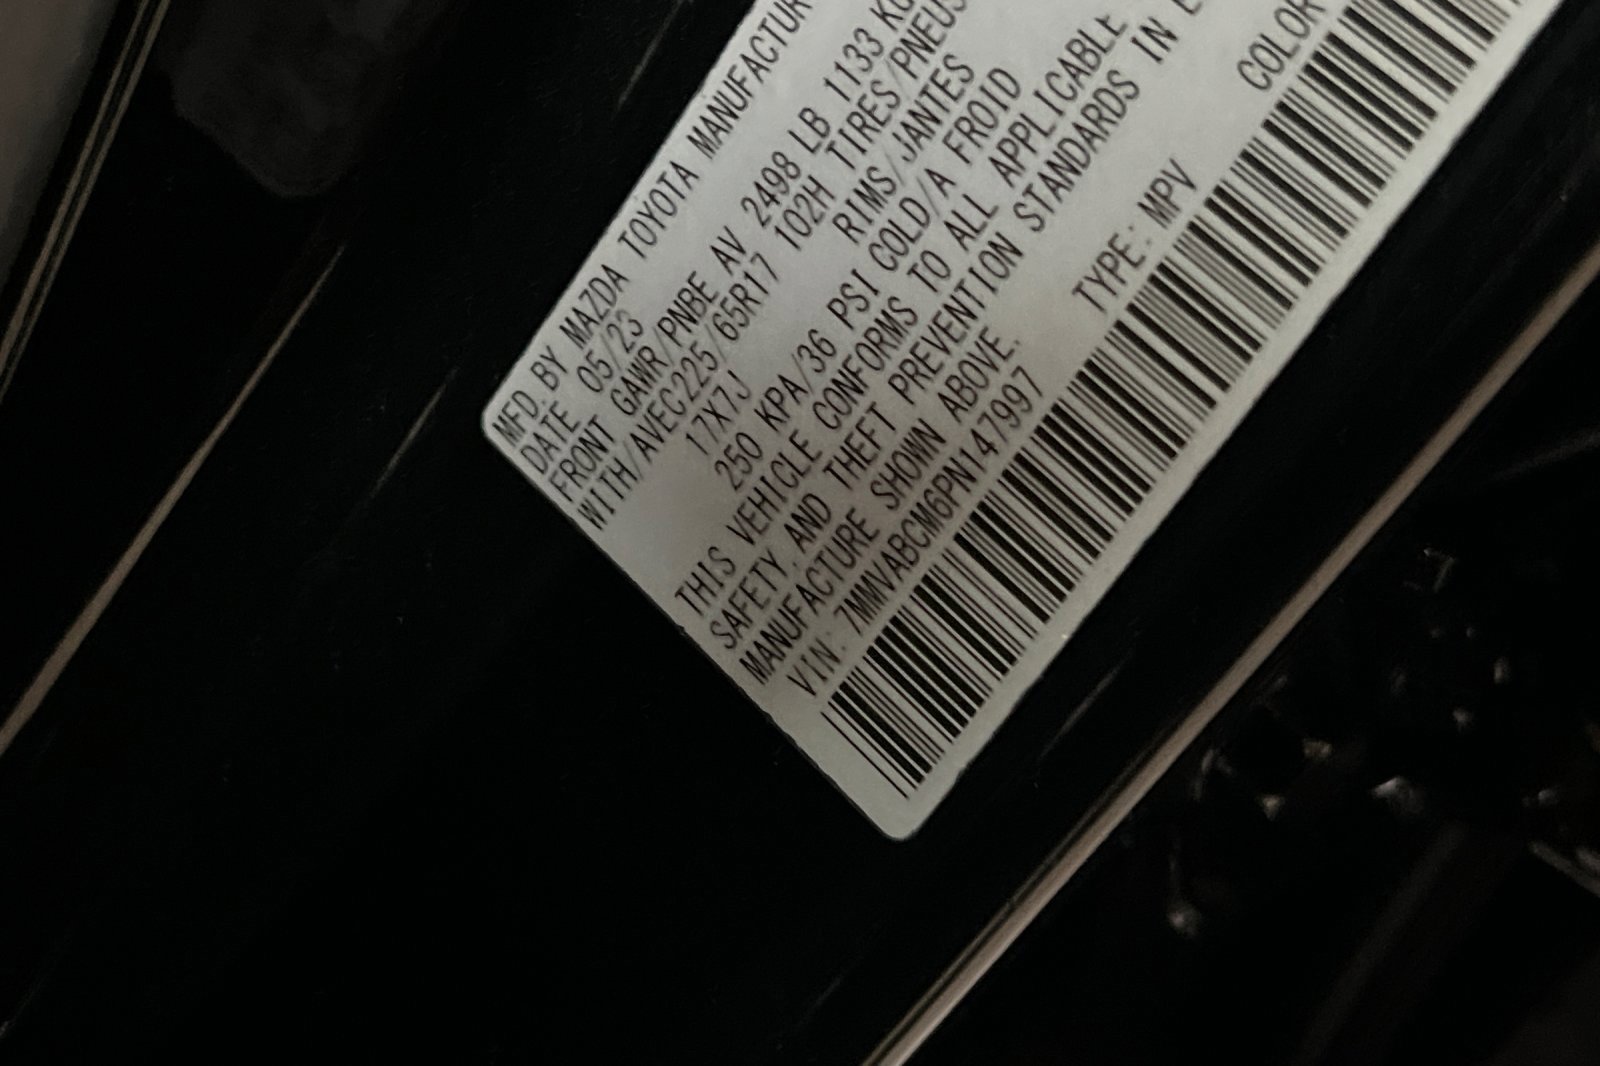 MFD. BY MAZDA TOYOTA MANUFACTUR
DATE 05/23
FRONT GAWR/PNBE AV 2498 LB 1133 KG
WITH/AVEC225/65R17 102H TIRES/PNEUS
17X7J RIMS/JANTES
250 KPA/36 PSI COLD/A FROID
THIS VEHICLE CONFORMS TO ALL APPLICABLE
SAFETY, AND THEFT PREVENTION STANDARDS IN E
MANUFACTURE SHOWN ABOVE.
VIN: 7MMVABCM6PN147997 TYPE: MPV COLOR